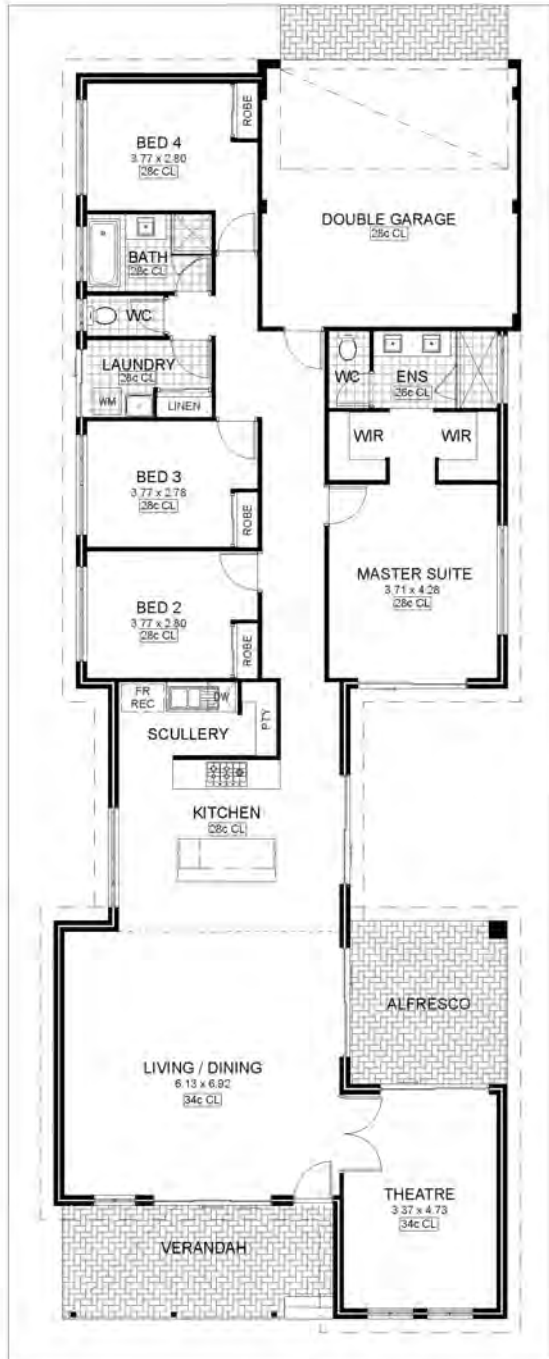 ROBE
BED 4
3.77 x 2.80
28c CL
DOUBLE GARAGE
28c CL
BATH
28c CL
WC
LAUNDRY
28c CL
WM
LINEN
WC
ENS
28c CL
WIR
WIR
BED 3
3.77 x 2.78
28c CL
ROBE
MASTER SUITE
3.71 x 4.28
28c CL
BED 2
3.77 x 2.80
28c CL
ROBE
FR
REC
DW
SCULLERY
PTY
KITCHEN
28c CL
ALFRESCO
LIVING / DINING
6.13 x 6.92
34c CL
THEATRE
3.37 x 4.73
34c CL
VERANDAH